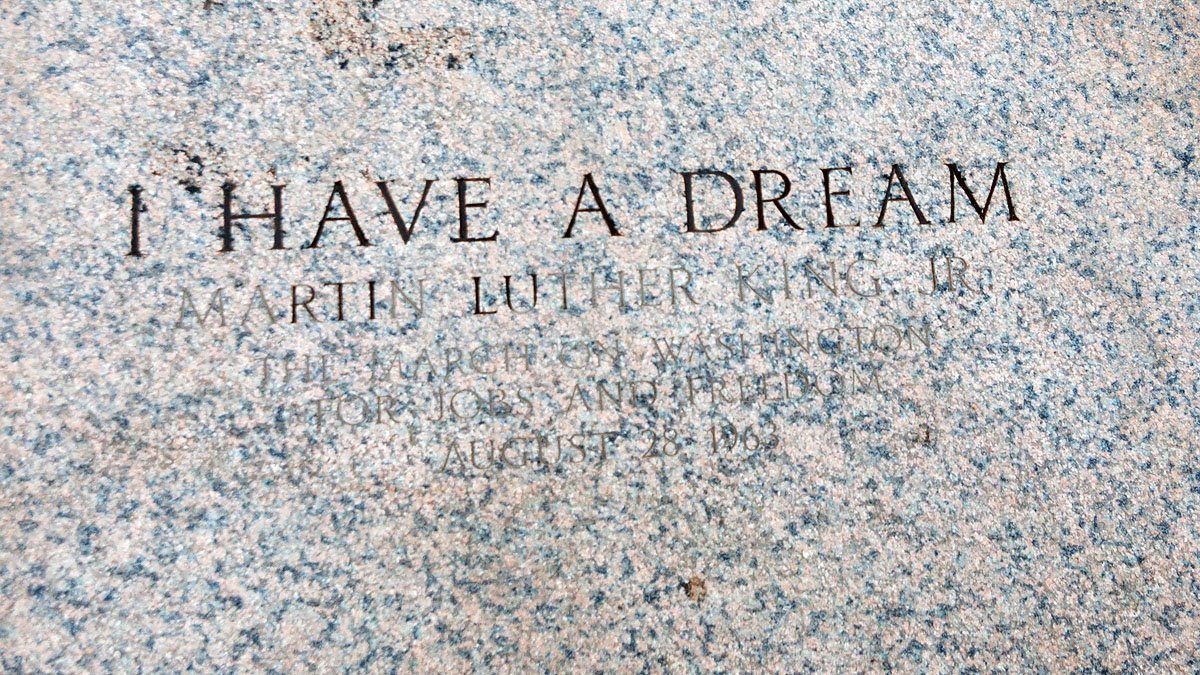 I HAVE A DREAM
MARTIN LUTHER KING JR.
THE MARCH ON WASHINGTON
FOR JOBS AND FREEDOM
AUGUST 28 1963